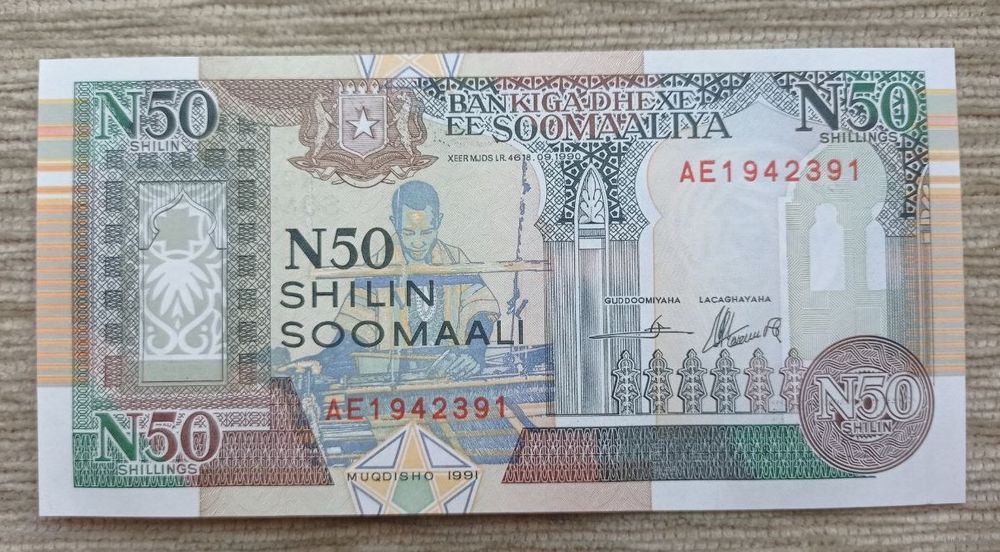 N50
SHILIN
BANKIGA DHEXE
EE SOOMAALIYA
N50
SHILLINGS
XEER MJDS LR. 4618.09.1990
AE1942391
N50
SHILIN
SOOMAALI
GUDDOOMIYAHA LACAGHAYAHA
AE1942391
N50
SHILIN
N50
SHILLINGS
MUQDISHO 1991